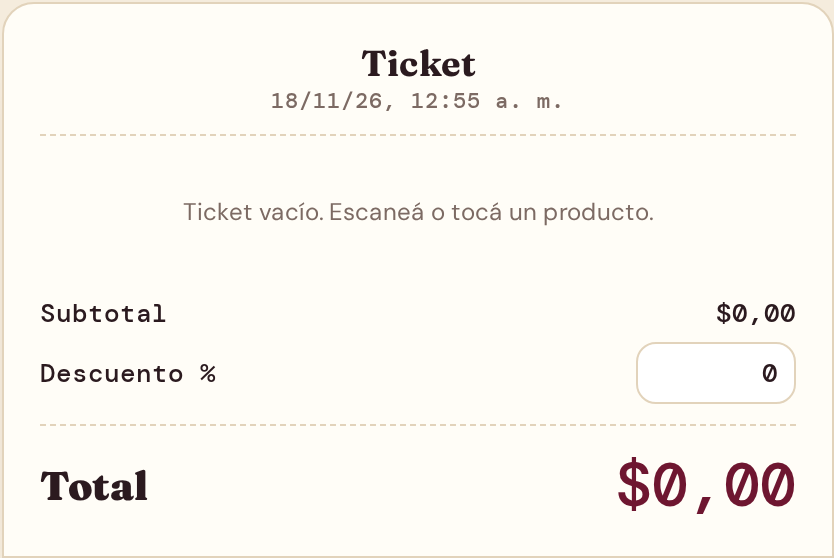 Ticket
18/11/26, 12:55 a. m.
Ticket vacío. Escaneá o tocá un producto.
Subtotal $0,00
Descuento % 0
Total $0,00